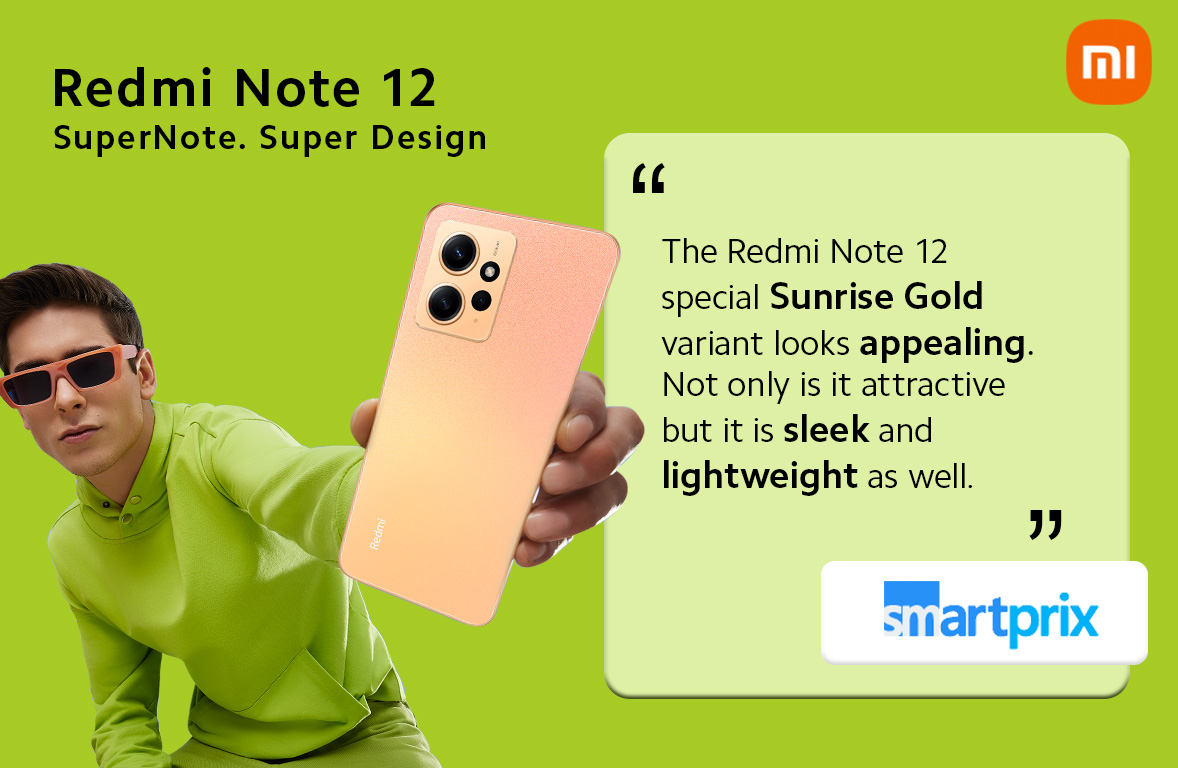 Redmi Note 12
SuperNote. Super Design
mi
“
The Redmi Note 12
special Sunrise Gold
variant looks appealing.
Not only is it attractive
but it is sleek and
lightweight as well.
”
Redmi
smartprix